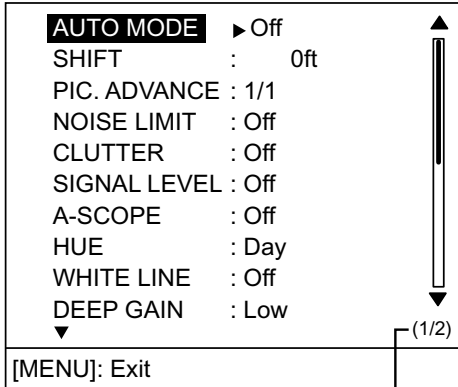 AUTO MODE ▶ Off
SHIFT : 0ft
PIC. ADVANCE : 1/1
NOISE LIMIT : Off
CLUTTER : Off
SIGNAL LEVEL : Off
A-SCOPE : Off
HUE : Day
WHITE LINE : Off
DEEP GAIN : Low
(1/2)
[MENU]: Exit